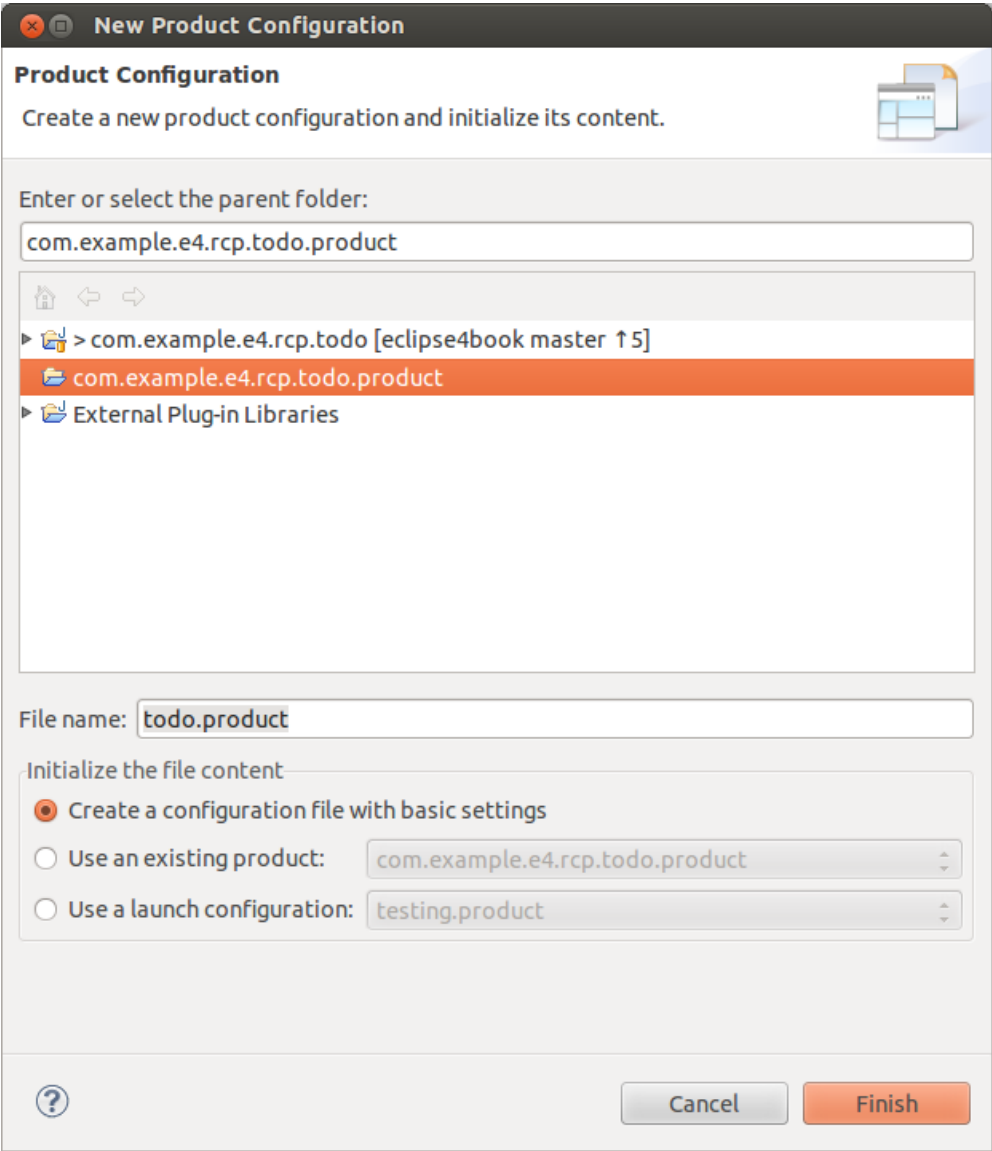 New Product Configuration
Product Configuration
Create a new product configuration and initialize its content.
Enter or select the parent folder:
com.example.e4.rcp.todo.product
> com.example.e4.rcp.todo [eclipse4book master ↑5]
com.example.e4.rcp.todo.product
External Plug-in Libraries
File name: todo.product
Initialize the file content
Create a configuration file with basic settings
Use an existing product: com.example.e4.rcp.todo.product
Use a launch configuration: testing.product
? Cancel Finish